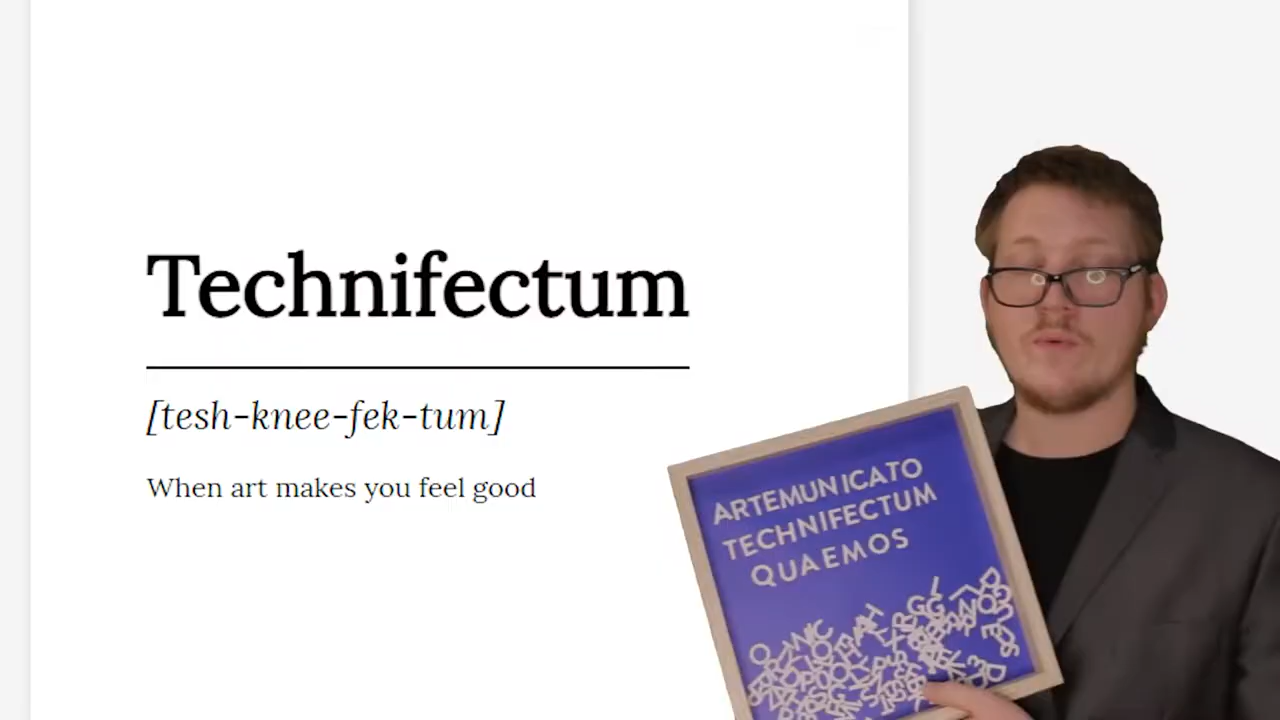 Technifectum
[tesh-knee-fek-tum]
When art makes you feel good
ARTEMUNICATO
TECHNIFECTUM
QUAEMOS